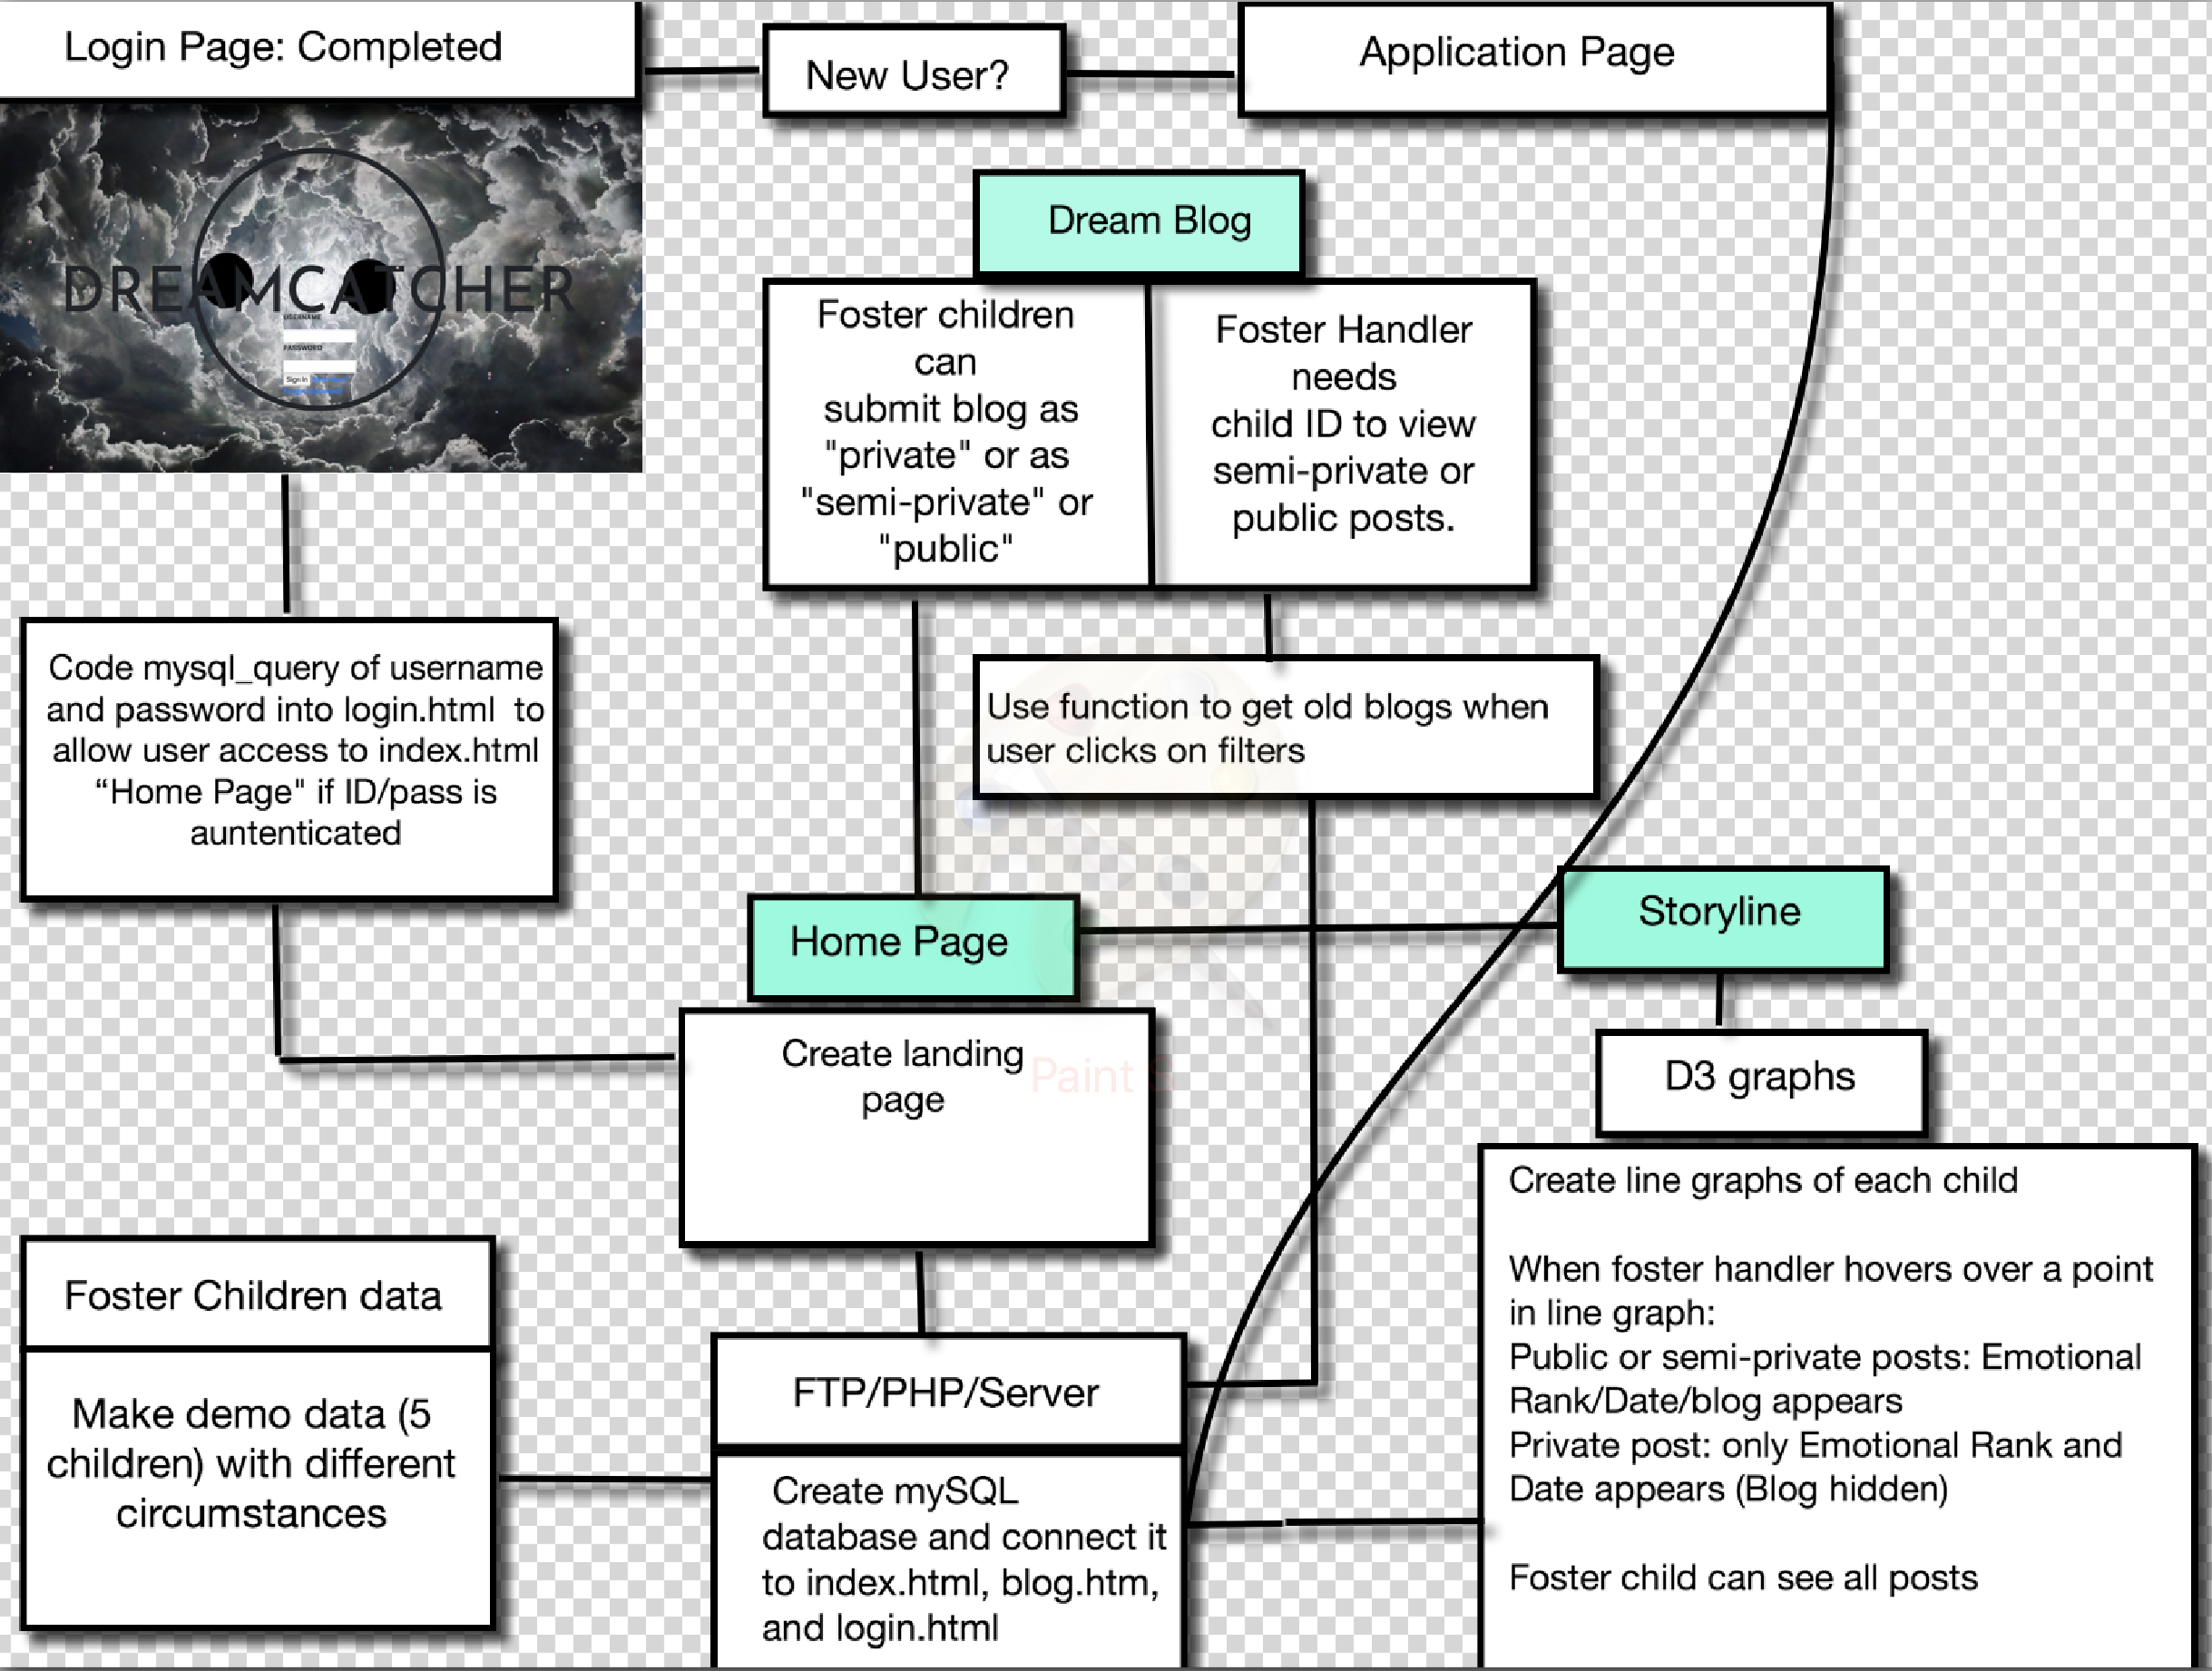 Login Page: Completed
New User?
Application Page
DREAMCATCHER
USERNAME
PASSWORD
Sign In
Dream Blog
Foster children
can
submit blog as
"private" or as
"semi-private" or
"public"
Foster Handler
needs
child ID to view
semi-private or
public posts.
Code mysql_query of username
and password into login.html to
allow user access to index.html
“Home Page" if ID/pass is
auntenticated
Use function to get old blogs when
user clicks on filters
Home Page
Create landing
page
Paint S
Storyline
D3 graphs
Create line graphs of each child
When foster handler hovers over a point
in line graph:
Public or semi-private posts: Emotional
Rank/Date/blog appears
Private post: only Emotional Rank and
Date appears (Blog hidden)
Foster child can see all posts
Foster Children data
Make demo data (5
children) with different
circumstances
FTP/PHP/Server
Create mySQL
database and connect it
to index.html, blog.htm,
and login.html